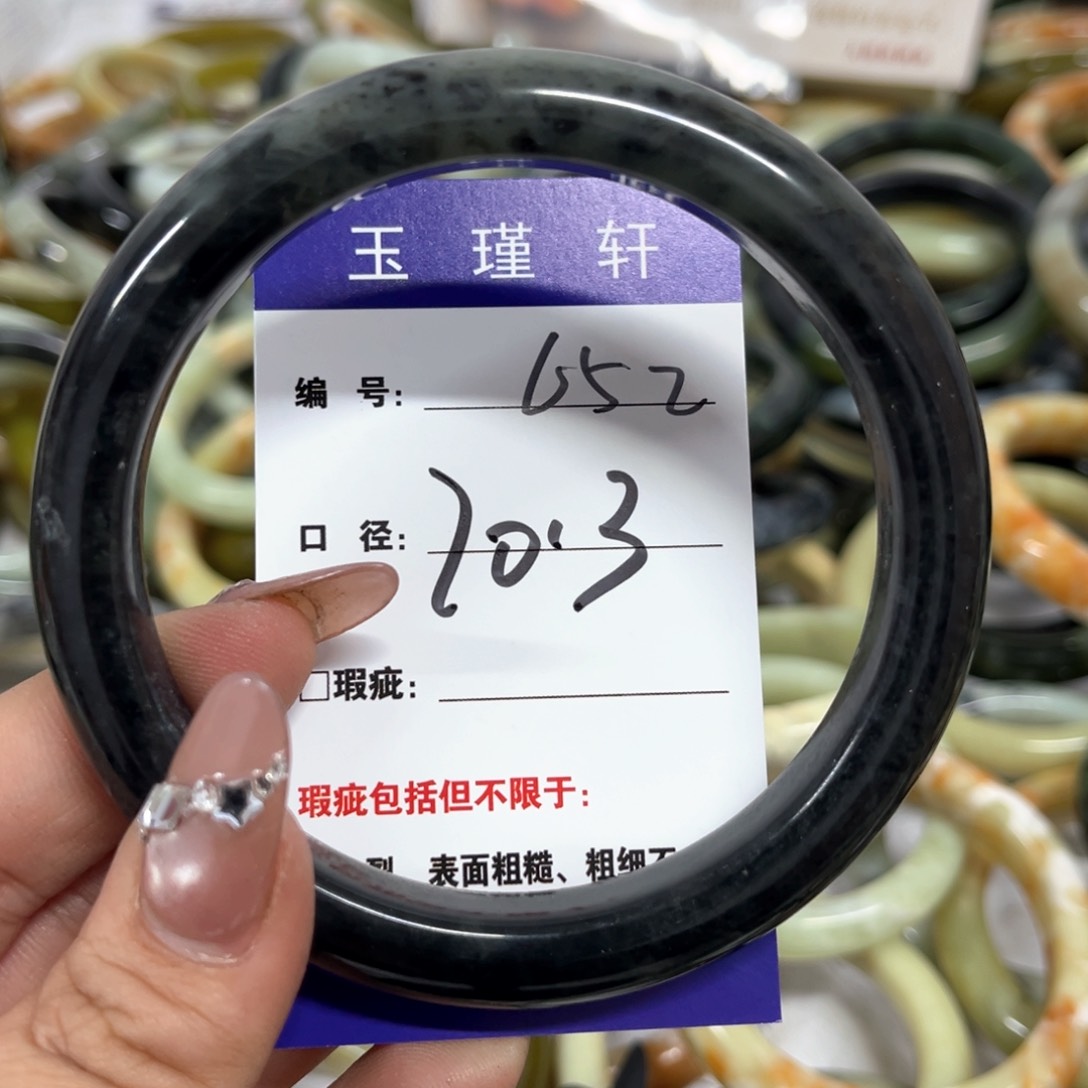 玉瑾轩
编 号: 652
口 径: 70.3
□瑕疵:
瑕疵包括但不限于:
表面粗糙、粗细不